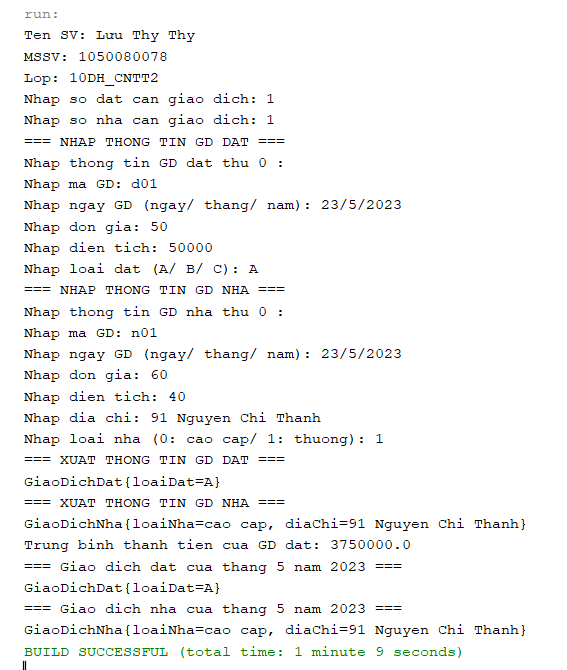 run:
Ten SV: Luu Thy Thy
MSSV: 1050080078
Lop: 10DH_CNTT2
Nhap so dat can giao dich: 1
Nhap so nha can giao dich: 1
=== NHAP THONG TIN GD DAT ===
Nhap thong tin GD dat thu 0 :
Nhap ma GD: d01
Nhap ngay GD (ngay/ thang/ nam): 23/5/2023
Nhap don gia: 50
Nhap dien tich: 50000
Nhap loai dat (A/ B/ C): A
=== NHAP THONG TIN GD NHA ===
Nhap thong tin GD nha thu 0 :
Nhap ma GD: n01
Nhap ngay GD (ngay/ thang/ nam): 23/5/2023
Nhap don gia: 60
Nhap dien tich: 40
Nhap dia chi: 91 Nguyen Chi Thanh
Nhap loai nha (0: cao cap/ 1: thuong): 1
=== XUAT THONG TIN GD DAT ===
GiaoDichDat{loaiDat=A}
=== XUAT THONG TIN GD NHA ===
GiaoDichNha{loaiNha=cao cap, diaChi=91 Nguyen Chi Thanh}
Trung binh thanh tien cua GD dat: 3750000.0
=== Giao dich dat cua thang 5 nam 2023 ===
GiaoDichDat{loaiDat=A}
=== Giao dich nha cua thang 5 nam 2023 ===
GiaoDichNha{loaiNha=cao cap, diaChi=91 Nguyen Chi Thanh}
BUILD SUCCESSFUL (total time: 1 minute 9 seconds)